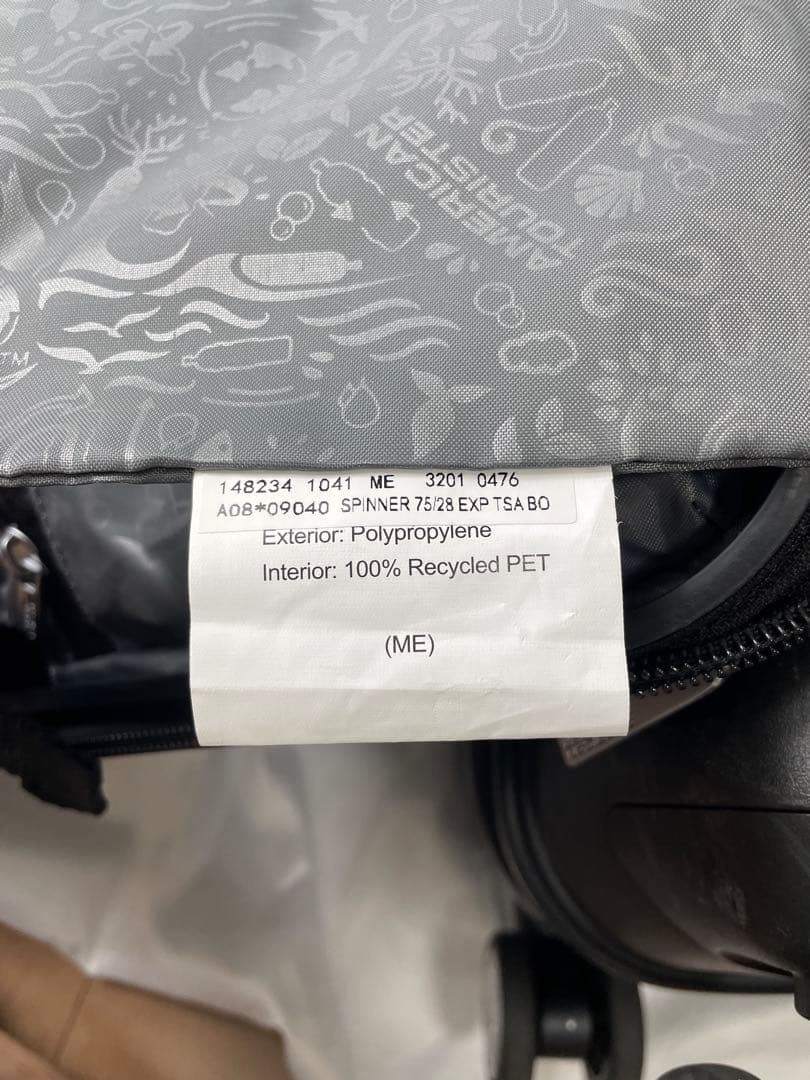 AMERICAN
TOURISTER
TM
148234 1041 ME 3201 0476
A08*09040 SPINNER 75/28 EXP TSA BO
Exterior: Polypropylene
Interior: 100% Recycled PET
(ME)